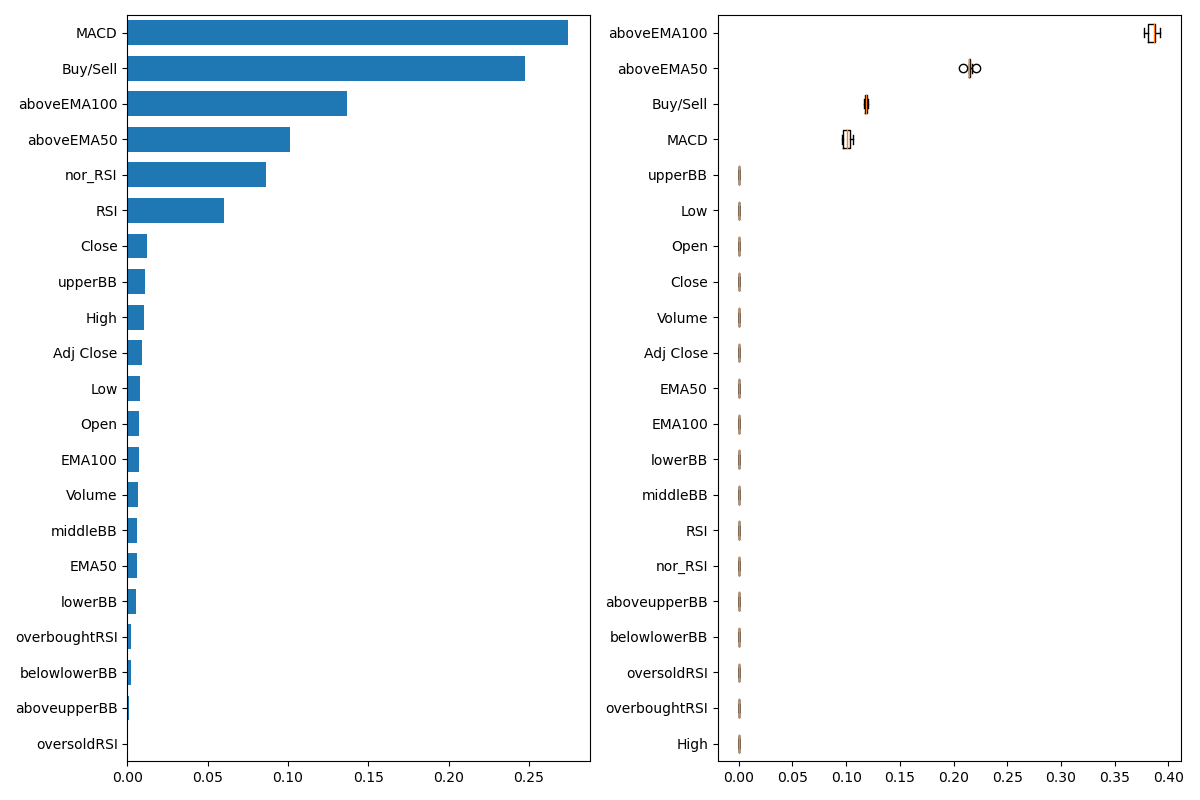 MACD
Buy/Sell
aboveEMA100
aboveEMA50
nor_RSI
RSI
Close
upperBB
High
Adj Close
Low
Open
EMA100
Volume
middleBB
EMA50
lowerBB
overboughtRSI
belowlowerBB
aboveupperBB
oversoldRSI
0.00 0.05 0.10 0.15 0.20 0.25
aboveEMA100
aboveEMA50
Buy/Sell
MACD
upperBB
Low
Open
Close
Volume
Adj Close
EMA50
EMA100
lowerBB
middleBB
RSI
nor_RSI
aboveupperBB
belowlowerBB
oversoldRSI
overboughtRSI
High
0.00 0.05 0.10 0.15 0.20 0.25 0.30 0.35 0.40